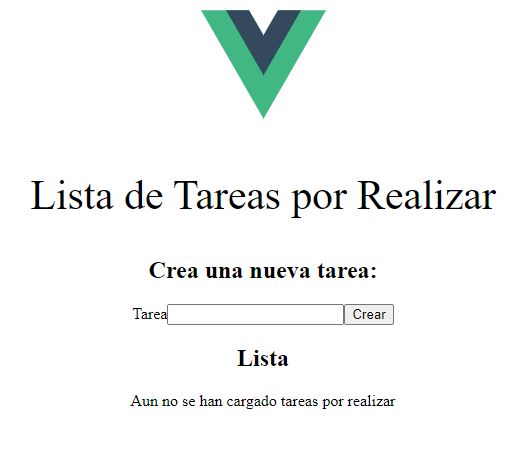 Lista de Tareas por Realizar
Crea una nueva tarea:
Tarea Crear
Lista
Aun no se han cargado tareas por realizar